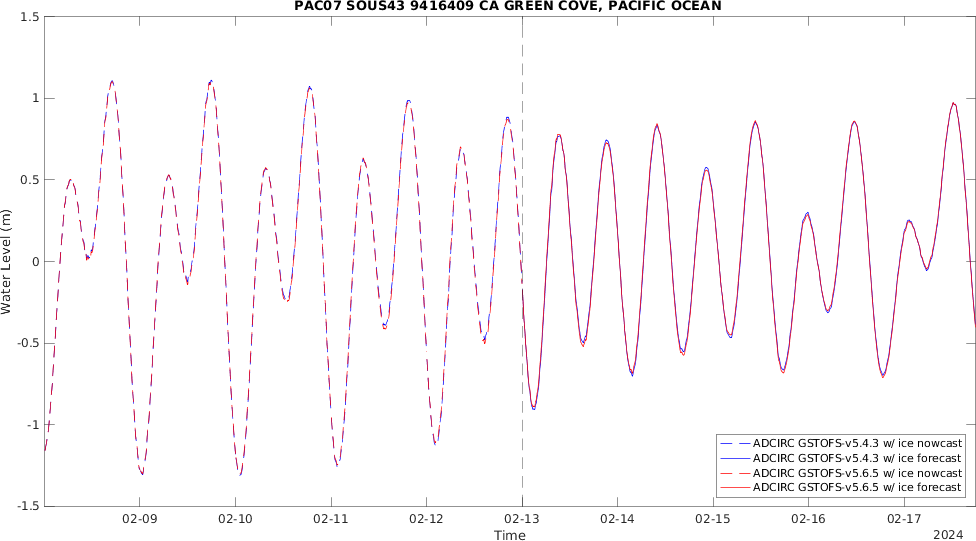 PAC07 SOUS43 9416409 CA GREEN COVE, PACIFIC OCEAN
1.5
1
0.5
0
-0.5
-1
-1.5
Water Level (m)
ADCIRC GSTOFS-v5.4.3 w/ ice nowcast
ADCIRC GSTOFS-v5.4.3 w/ ice forecast
ADCIRC GSTOFS-v5.6.5 w/ ice nowcast
ADCIRC GSTOFS-v5.6.5 w/ ice forecast
02-09 02-10 02-11 02-12 02-13 02-14 02-15 02-16 02-17
Time
2024